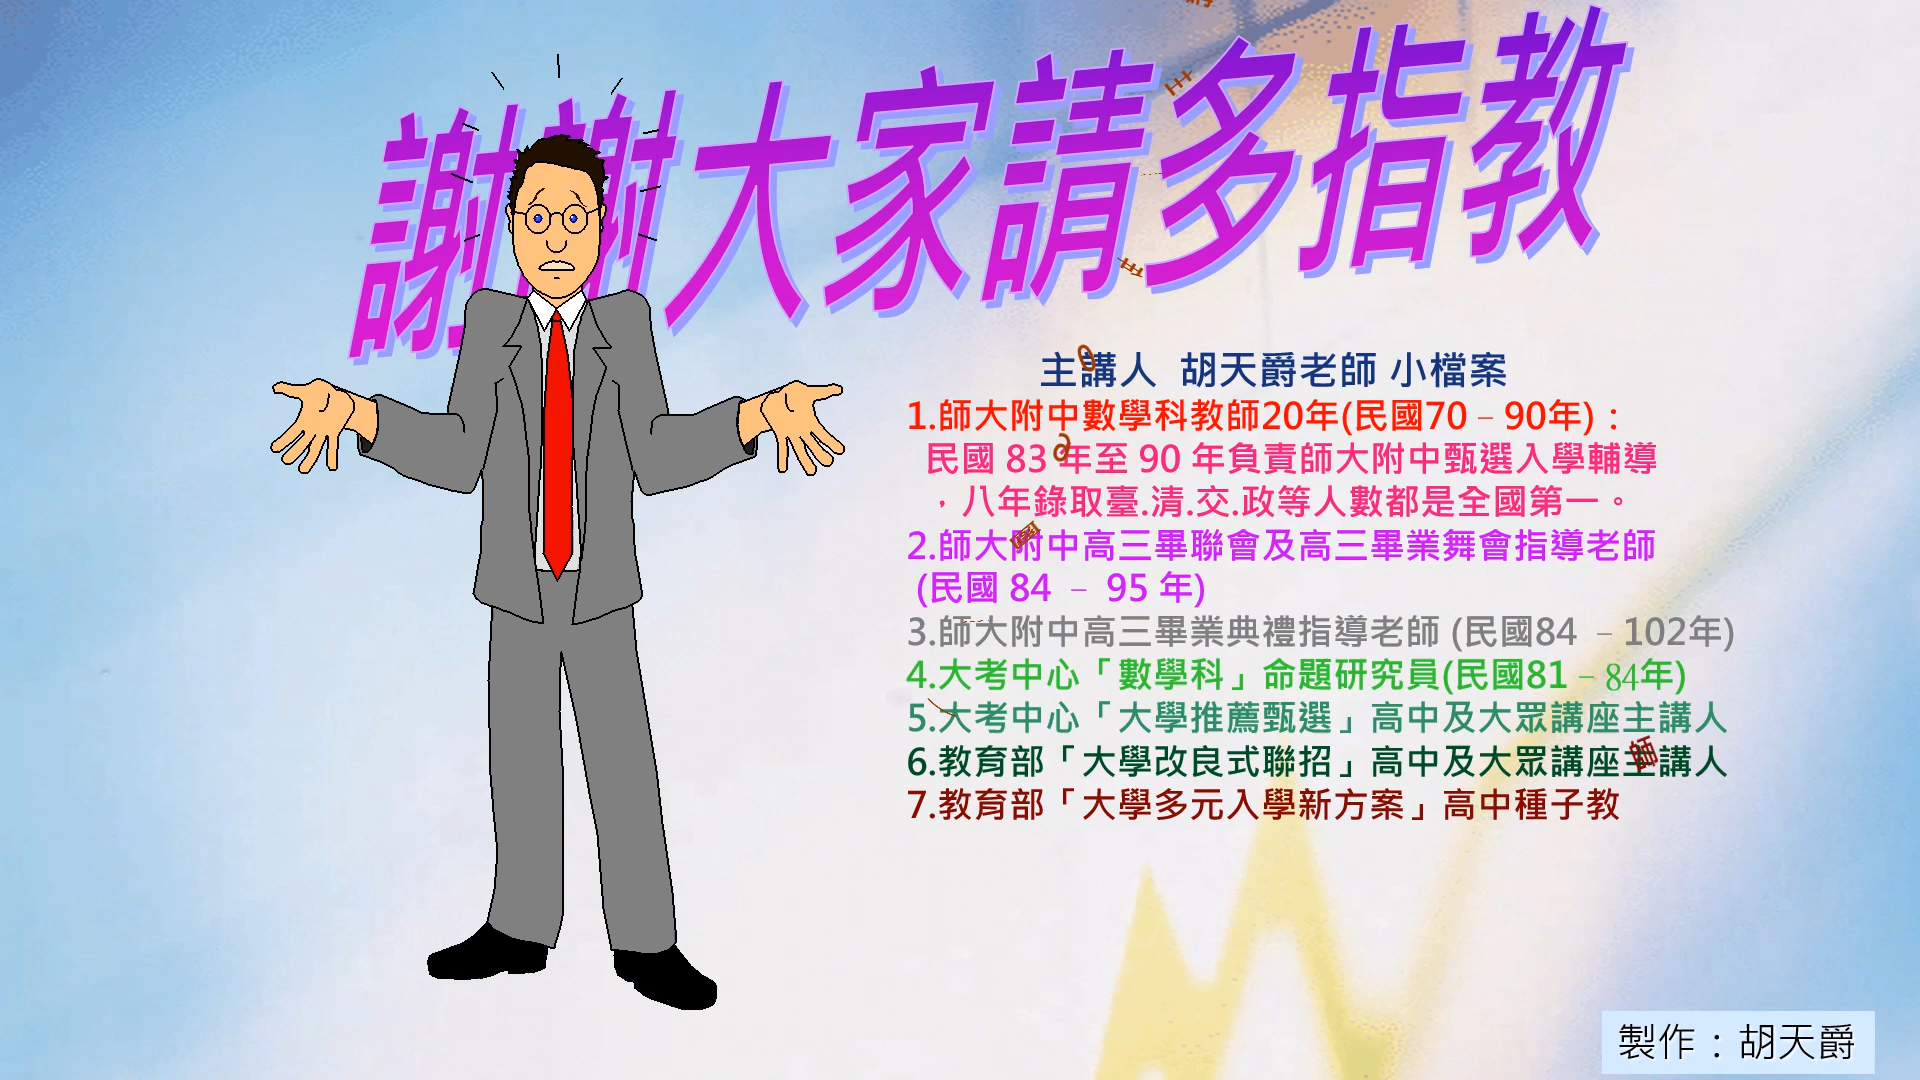 謝謝大家請多指教
主講人 胡天爵老師 小檔案
1.師大附中數學科教師20年(民國70–90年)：
民國 83 年至 90 年負責師大附中甄選入學輔導
，八年錄取臺.清.交.政等人數都是全國第一。
2.師大附中高三畢聯會及高三畢業舞會指導老師
(民國 84 – 95 年)
3.師大附中高三畢業典禮指導老師 (民國84 –102年)
4.大考中心「數學科」命題研究員(民國81–84年)
5.大考中心「大學推薦甄選」高中及大眾講座主講人
6.教育部「大學改良式聯招」高中及大眾講座主講人
7.教育部「大學多元入學新方案」高中種子教
師
製作：胡天爵